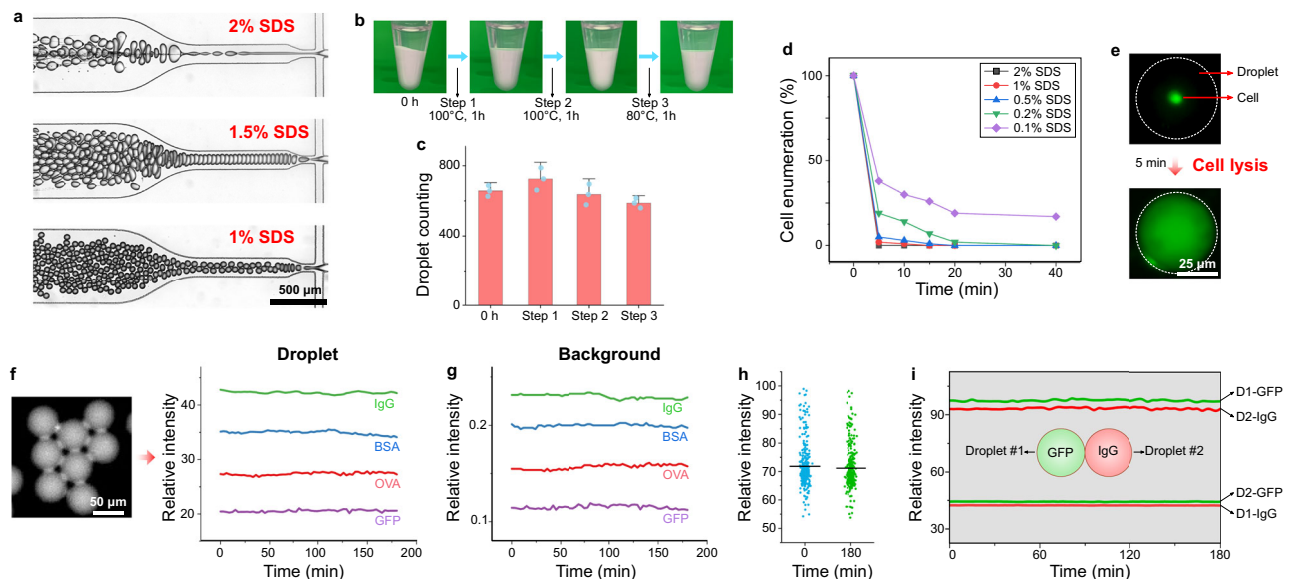 a
2% SDS
1.5% SDS
1% SDS
500 µm
b
0 h
Step 1
100°C, 1h
Step 2
100°C, 1h
Step 3
80°C, 1h
c
Droplet counting
800
600
400
0
0 h
Step 1
Step 2
Step 3
d
Cell enumeration (%)
100
50
0
2% SDS
1% SDS
0.5% SDS
0.2% SDS
0.1% SDS
0
10
20
30
40
Time (min)
e
Droplet
Cell
5 min
Cell lysis
25 µm
f
50 µm
Droplet
Relative intensity
40
30
20
IgG
BSA
OVA
GFP
0
50
100
150
200
Time (min)
g
Background
Relative intensity
0.2
0.1
IgG
BSA
OVA
GFP
0
50
100
150
200
Time (min)
h
Relative intensity
100
90
80
70
60
50
0
180
Time (min)
i
Relative intensity
90
60
30
D1-GFP
D2-IgG
Droplet #1
GFP
IgG
Droplet #2
D2-GFP
D1-IgG
0
60
120
180
Time (min)